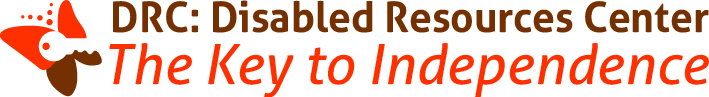 DRC: Disabled Resources Center
The Key to Independence